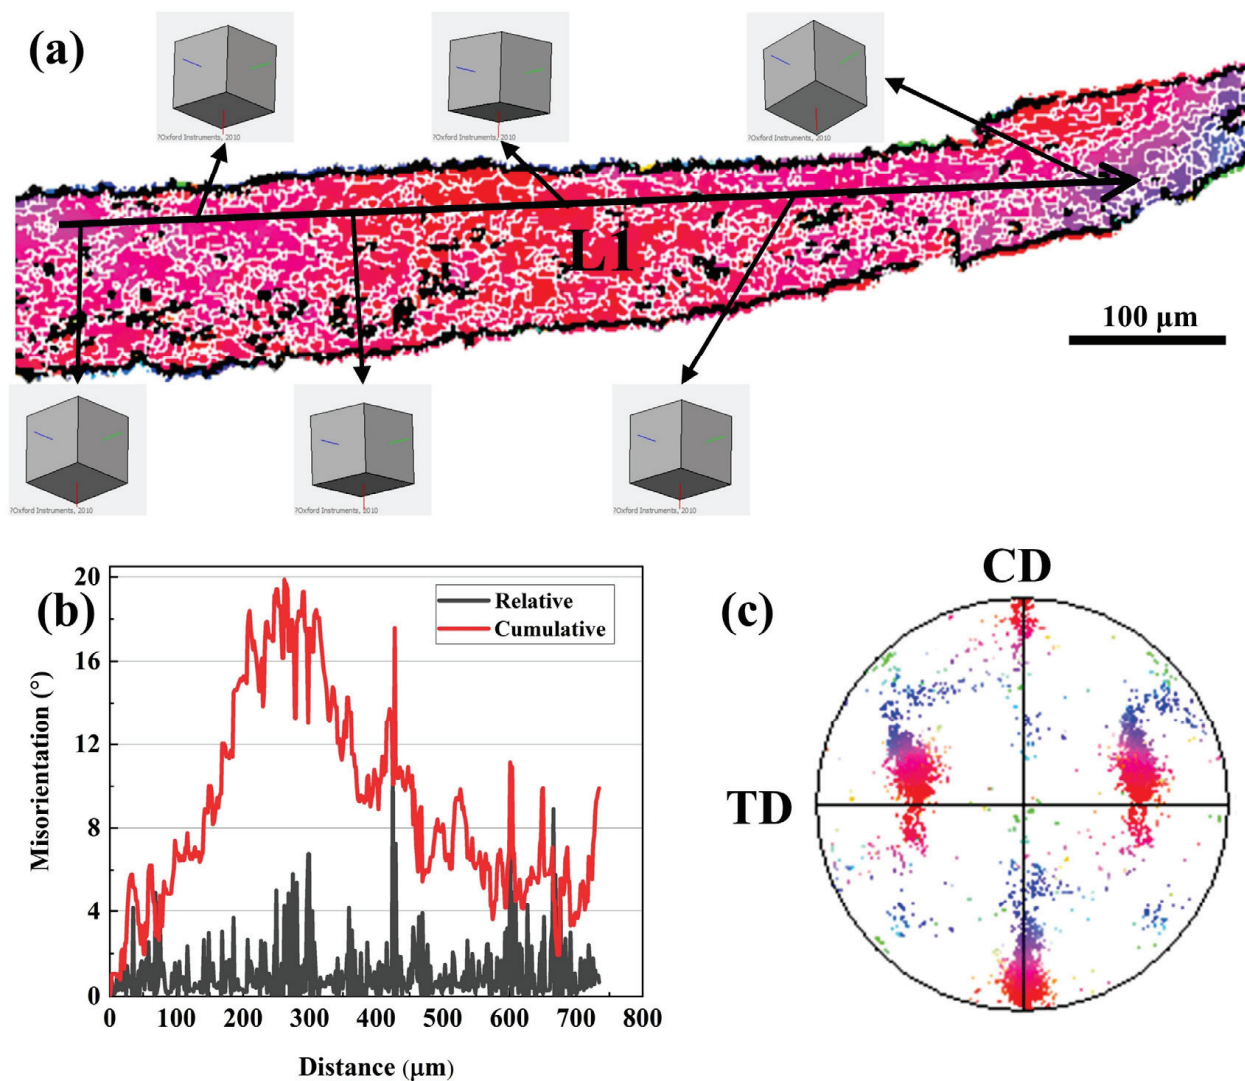 (a)
?Oxford Instruments, 2010
?Oxford Instruments, 2010
?Oxford Instruments, 2010
L1
100 μm
?Oxford Instruments, 2010
?Oxford Instruments, 2010
?Oxford Instruments, 2010
(b)
Relative
Cumulative
Misorientation (°)
20
16
12
8
4
0
0 100 200 300 400 500 600 700 800
Distance (μm)
(c)
CD
TD